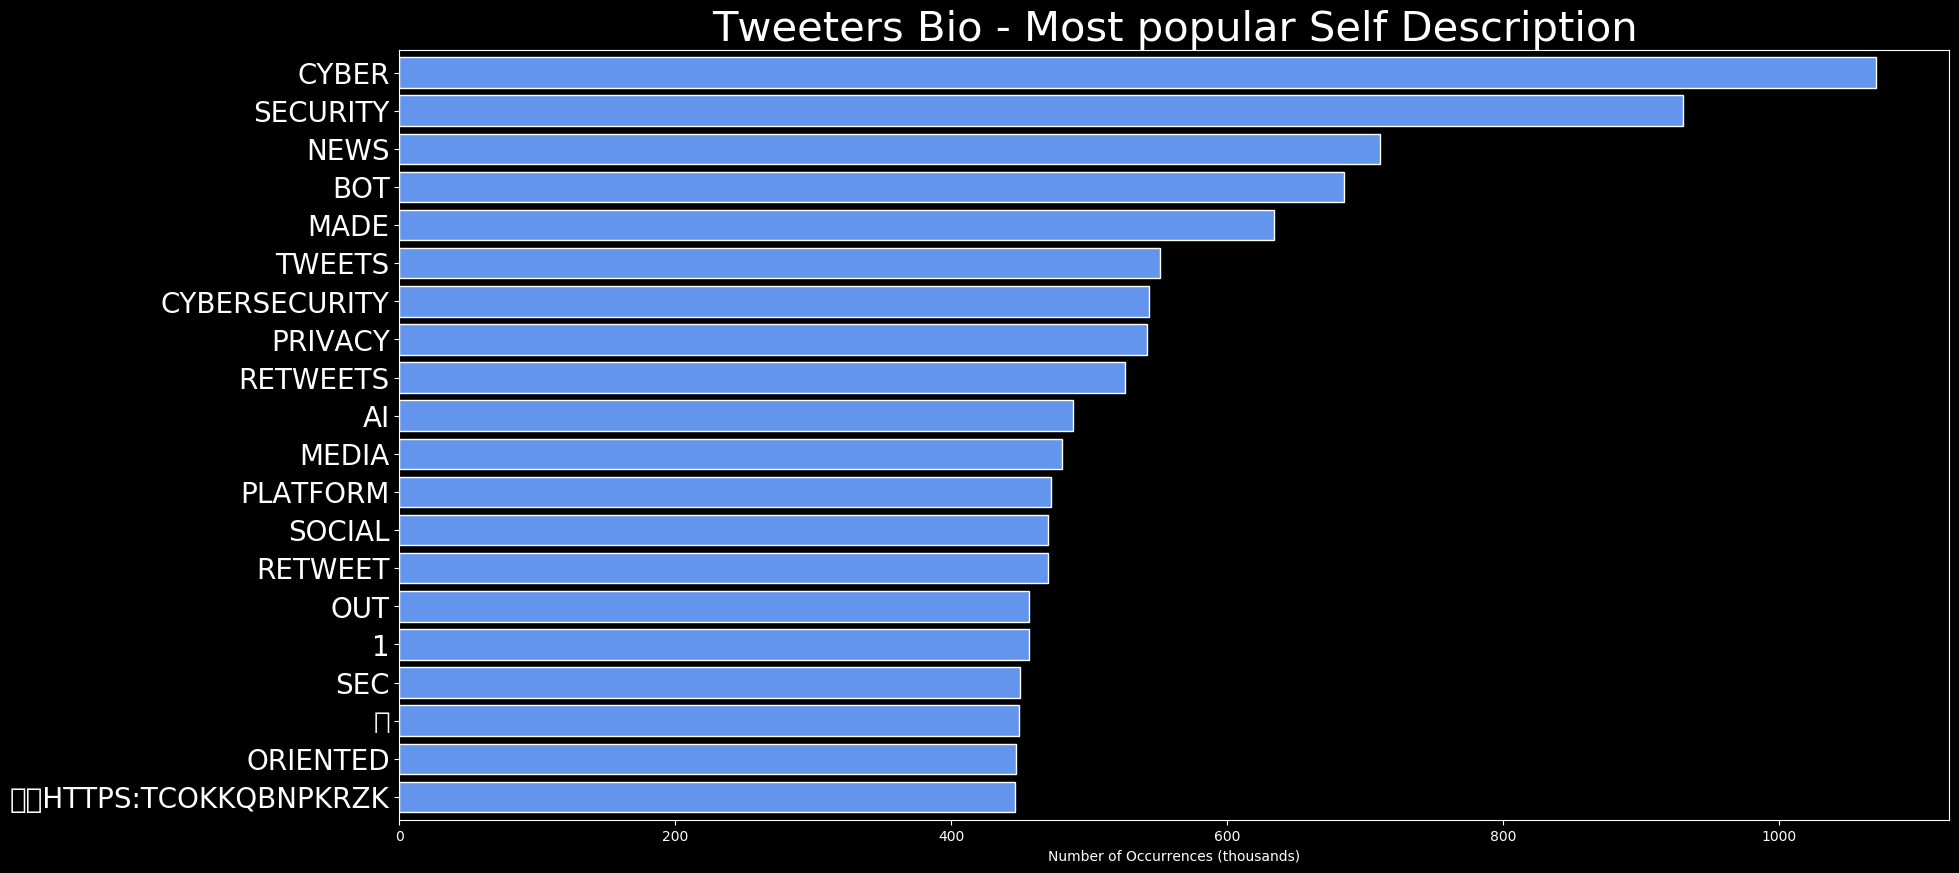 Tweeters Bio - Most popular Self Description
CYBER
SECURITY
NEWS
BOT
MADE
TWEETS
CYBERSECURITY
PRIVACY
RETWEETS
AI
MEDIA
PLATFORM
SOCIAL
RETWEET
OUT
1
SEC
ORIENTED
HTTPS:TCOKKQBNPKRZK
0 200 400 600 800 1000
Number of Occurrences (thousands)